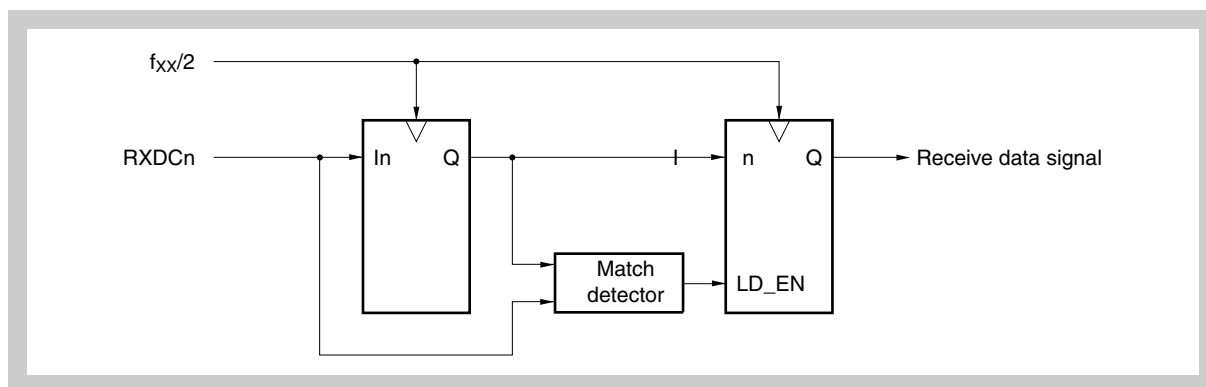 fXX/2
RXDCn
In Q
I
n Q
Receive data signal
Match
detector
LD_EN